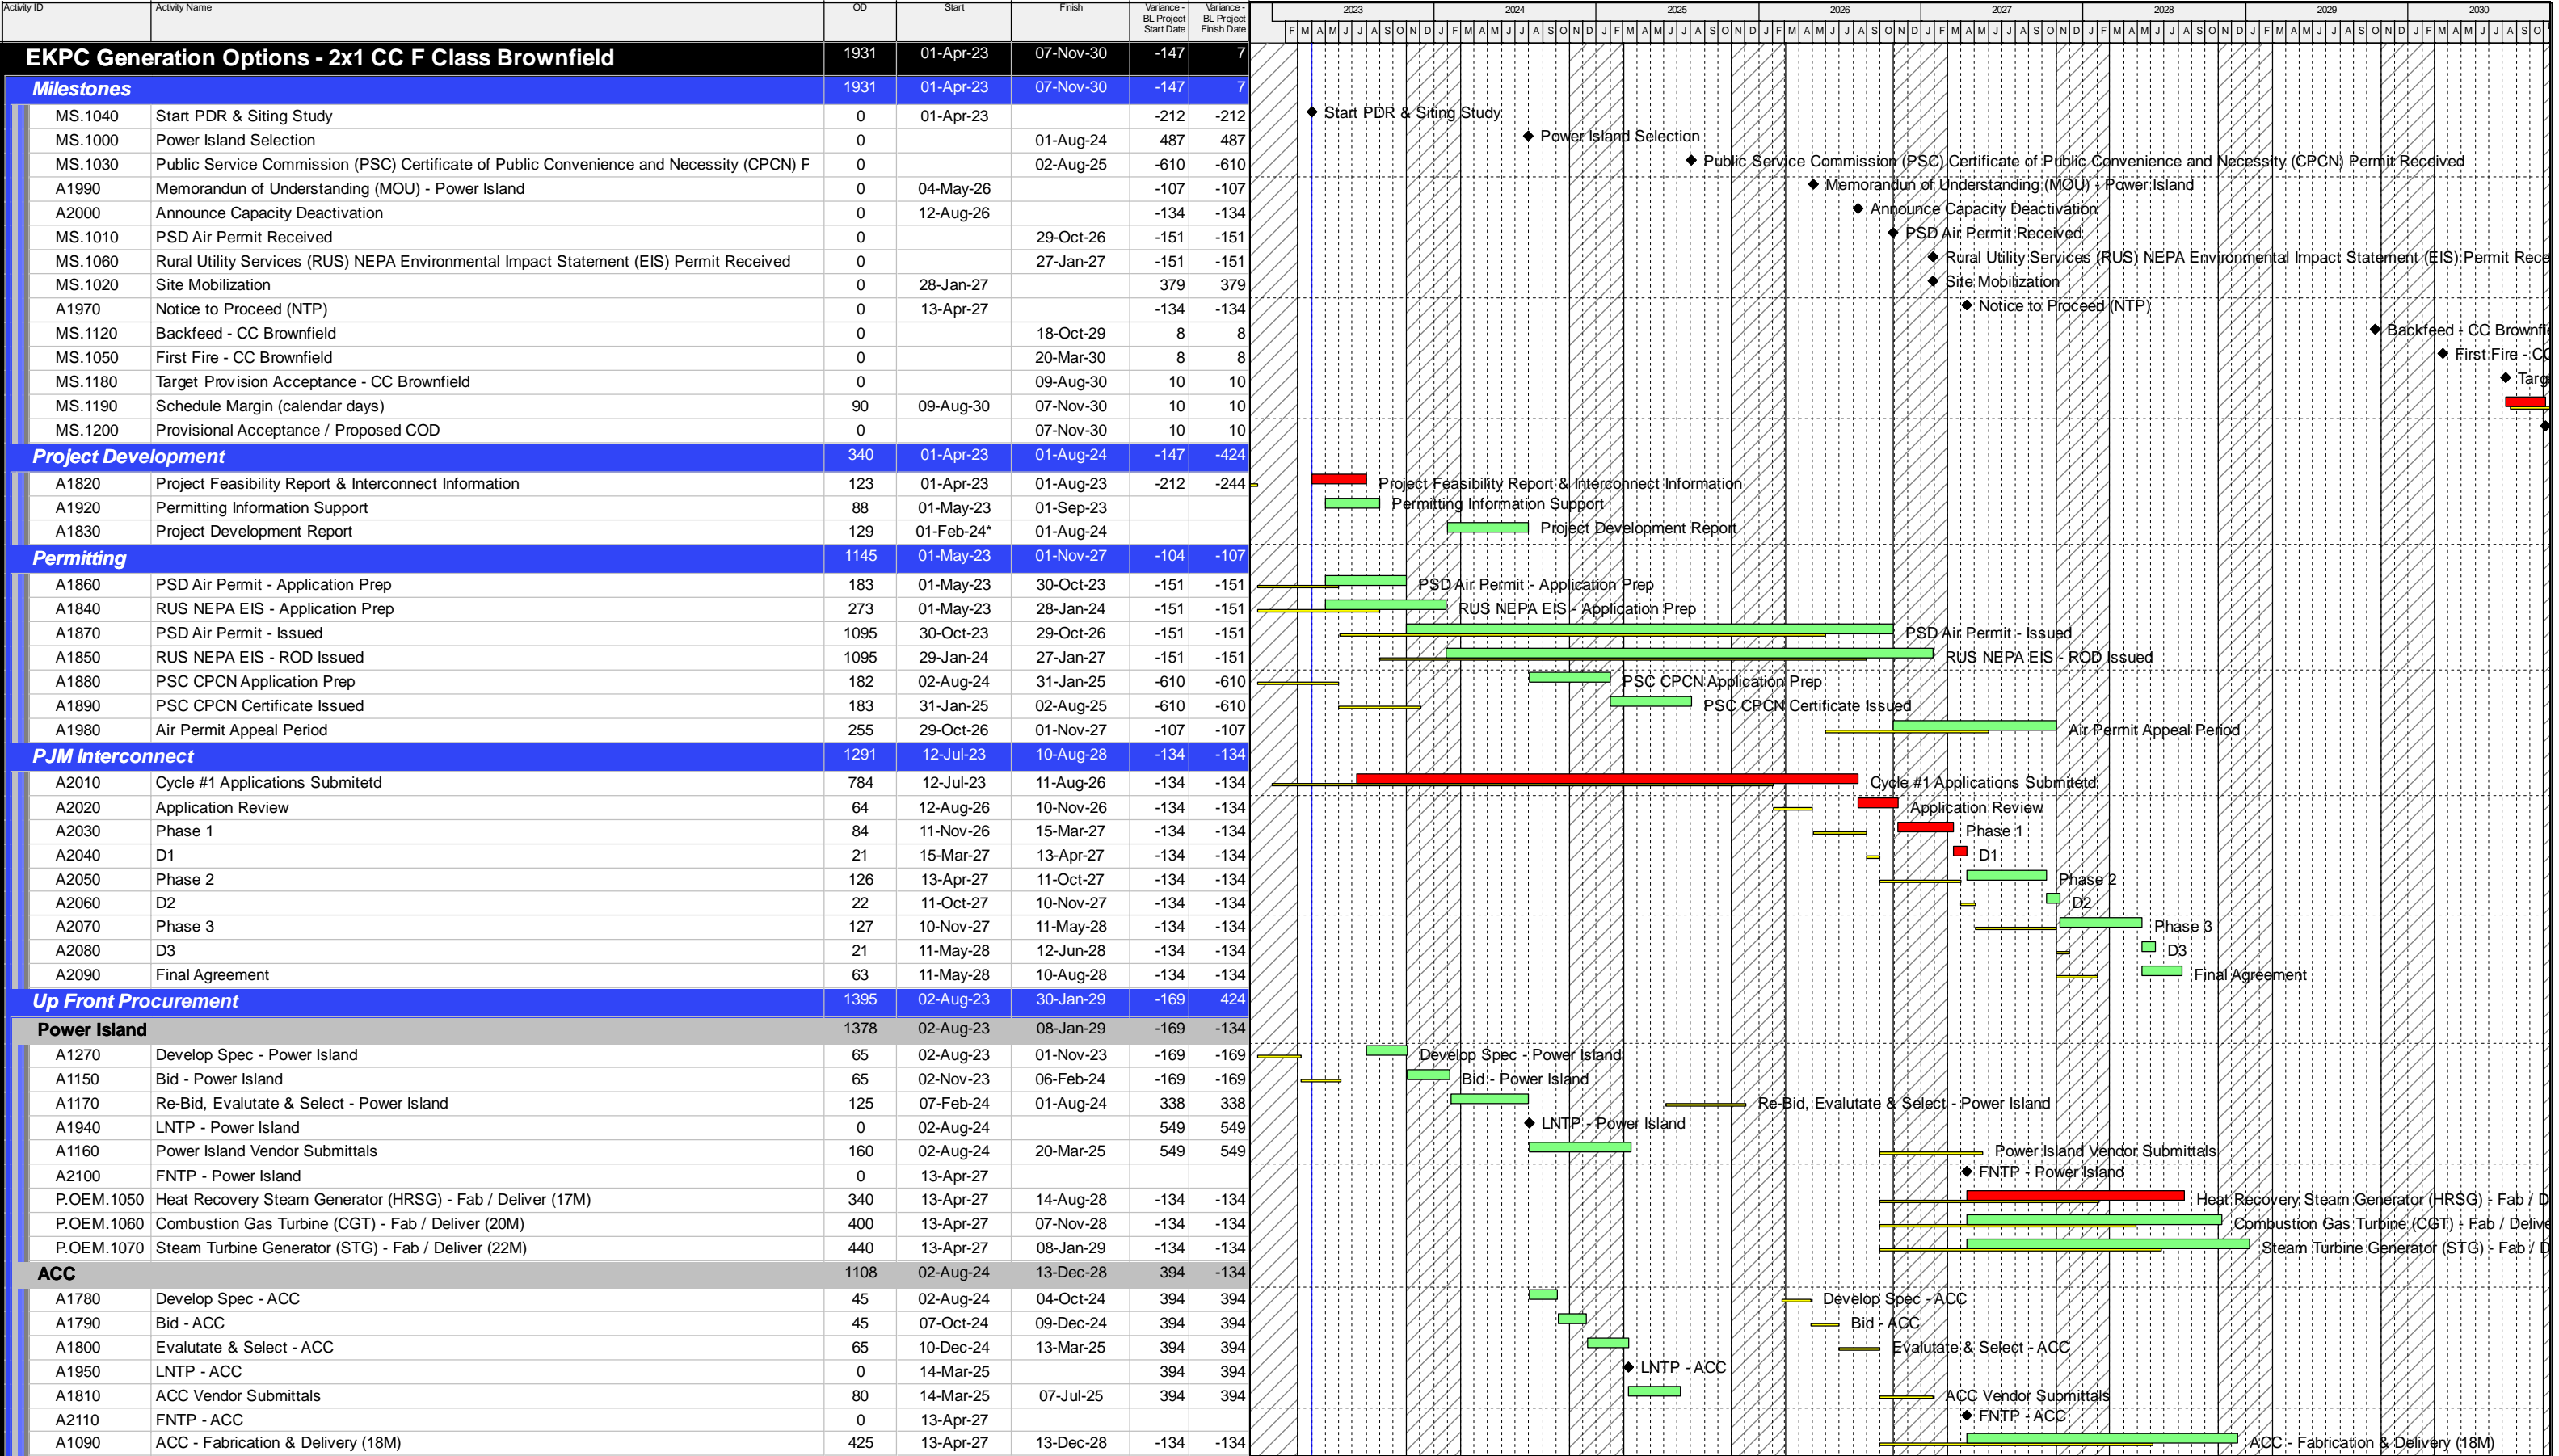 Activity ID Activity Name OD Start Finish Variance - BL Project Start Date Variance - BL Project Finish Date 2023 2024 2025 2026 2027 2028 2029 2030
F M A M J J A S O N D J F M A M J J A S O N D J F M A M J J A S O N D J F M A M J J A S O N D J F M A M J J A S O N D J F M A M J J A S O N D J F M A M J J A S O N D J F M A M J J A S O
EKPC Generation Options - 2x1 CC F Class Brownfield 1931 01-Apr-23 07-Nov-30 -147 7
Milestones 1931 01-Apr-23 07-Nov-30 -147 7
MS.1040 Start PDR & Siting Study 0 01-Apr-23 -212 -212 Start PDR & Siting Study
MS.1000 Power Island Selection 0 01-Aug-24 487 487 Power Island Selection
MS.1030 Public Service Commission (PSC) Certificate of Public Convenience and Necessity (CPCN) F 0 02-Aug-25 -610 -610 Public Service Commission (PSC) Certificate of Public Convenience and Necessity (CPCN) Permit Received
A1990 Memorandun of Understanding (MOU) - Power Island 0 04-May-26 -107 -107 Memorandun of Understanding (MOU) - Power Island
A2000 Announce Capacity Deactivation 0 12-Aug-26 -134 -134 Announce Capacity Deactivation
MS.1010 PSD Air Permit Received 0 29-Oct-26 -151 -151 PSD Air Permit Received
MS.1060 Rural Utility Services (RUS) NEPA Environmental Impact Statement (EIS) Permit Received 0 27-Jan-27 -151 -151 Rural Utility Services (RUS) NEPA Environmental Impact Statement (EIS) Permit Rece
MS.1020 Site Mobilization 0 28-Jan-27 379 379 Site Mobilization
A1970 Notice to Proceed (NTP) 0 13-Apr-27 -134 -134 Notice to Proceed (NTP)
MS.1120 Backfeed - CC Brownfield 0 18-Oct-29 8 8 Backfeed - CC Brownfie
MS.1050 First Fire - CC Brownfield 0 20-Mar-30 8 8 First Fire - CC
MS.1180 Target Provision Acceptance - CC Brownfield 0 09-Aug-30 10 10 Targ
MS.1190 Schedule Margin (calendar days) 90 09-Aug-30 07-Nov-30 10 10
MS.1200 Provisional Acceptance / Proposed COD 0 07-Nov-30 10 10
Project Development 340 01-Apr-23 01-Aug-24 -147 -424
A1820 Project Feasibility Report & Interconnect Information 123 01-Apr-23 01-Aug-23 -212 -244 Project Feasibility Report & Interconnect Information
A1920 Permitting Information Support 88 01-May-23 01-Sep-23 Permitting Information Support
A1830 Project Development Report 129 01-Feb-24* 01-Aug-24 Project Development Report
Permitting 1145 01-May-23 01-Nov-27 -104 -107
A1860 PSD Air Permit - Application Prep 183 01-May-23 30-Oct-23 -151 -151 PSD Air Permit - Application Prep
A1840 RUS NEPA EIS - Application Prep 273 01-May-23 28-Jan-24 -151 -151 RUS NEPA EIS - Application Prep
A1870 PSD Air Permit - Issued 1095 30-Oct-23 29-Oct-26 -151 -151 PSD Air Permit - Issued
A1850 RUS NEPA EIS - ROD Issued 1095 29-Jan-24 27-Jan-27 -151 -151 RUS NEPA EIS - ROD Issued
A1880 PSC CPCN Application Prep 182 02-Aug-24 31-Jan-25 -610 -610 PSC CPCN Application Prep
A1890 PSC CPCN Certificate Issued 183 31-Jan-25 02-Aug-25 -610 -610 PSC CPCN Certificate Issued
A1980 Air Permit Appeal Period 255 29-Oct-26 01-Nov-27 -107 -107 Air Permit Appeal Period
PJM Interconnect 1291 12-Jul-23 10-Aug-28 -134 -134
A2010 Cycle #1 Applications Submitetd 784 12-Jul-23 11-Aug-26 -134 -134 Cycle #1 Applications Submitetd
A2020 Application Review 64 12-Aug-26 10-Nov-26 -134 -134 Application Review
A2030 Phase 1 84 11-Nov-26 15-Mar-27 -134 -134 Phase 1
A2040 D1 21 15-Mar-27 13-Apr-27 -134 -134 D1
A2050 Phase 2 126 13-Apr-27 11-Oct-27 -134 -134 Phase 2
A2060 D2 22 11-Oct-27 10-Nov-27 -134 -134 D2
A2070 Phase 3 127 10-Nov-27 11-May-28 -134 -134 Phase 3
A2080 D3 21 11-May-28 12-Jun-28 -134 -134 D3
A2090 Final Agreement 63 11-May-28 10-Aug-28 -134 -134 Final Agreement
Up Front Procurement 1395 02-Aug-23 30-Jan-29 -169 424
Power Island 1378 02-Aug-23 08-Jan-29 -169 -134
A1270 Develop Spec - Power Island 65 02-Aug-23 01-Nov-23 -169 -169 Develop Spec - Power Island
A1150 Bid - Power Island 65 02-Nov-23 06-Feb-24 -169 -169 Bid - Power Island
A1170 Re-Bid, Evalutate & Select - Power Island 125 07-Feb-24 01-Aug-24 338 338 Re-Bid, Evalutate & Select - Power Island
A1940 LNTP - Power Island 0 02-Aug-24 549 549 LNTP - Power Island
A1160 Power Island Vendor Submittals 160 02-Aug-24 20-Mar-25 549 549 Power Island Vendor Submittals
A2100 FNTP - Power Island 0 13-Apr-27 FNTP - Power Island
P.OEM.1050 Heat Recovery Steam Generator (HRSG) - Fab / Deliver (17M) 340 13-Apr-27 14-Aug-28 -134 -134 Heat Recovery Steam Generator (HRSG) - Fab / D
P.OEM.1060 Combustion Gas Turbine (CGT) - Fab / Deliver (20M) 400 13-Apr-27 07-Nov-28 -134 -134 Combustion Gas Turbine (CGT) - Fab / Delive
P.OEM.1070 Steam Turbine Generator (STG) - Fab / Deliver (22M) 440 13-Apr-27 08-Jan-29 -134 -134 Steam Turbine Generator (STG) - Fab / D
ACC 1108 02-Aug-24 13-Dec-28 394 -134
A1780 Develop Spec - ACC 45 02-Aug-24 04-Oct-24 394 394 Develop Spec - ACC
A1790 Bid - ACC 45 07-Oct-24 09-Dec-24 394 394 Bid - ACC
A1800 Evalutate & Select - ACC 65 10-Dec-24 13-Mar-25 394 394 Evalutate & Select - ACC
A1950 LNTP - ACC 0 14-Mar-25 394 394 LNTP - ACC
A1810 ACC Vendor Submittals 80 14-Mar-25 07-Jul-25 394 394 ACC Vendor Submittals
A2110 FNTP - ACC 0 13-Apr-27 FNTP - ACC
A1090 ACC - Fabrication & Delivery (18M) 425 13-Apr-27 13-Dec-28 -134 -134 ACC - Fabrication & Delivery (18M)